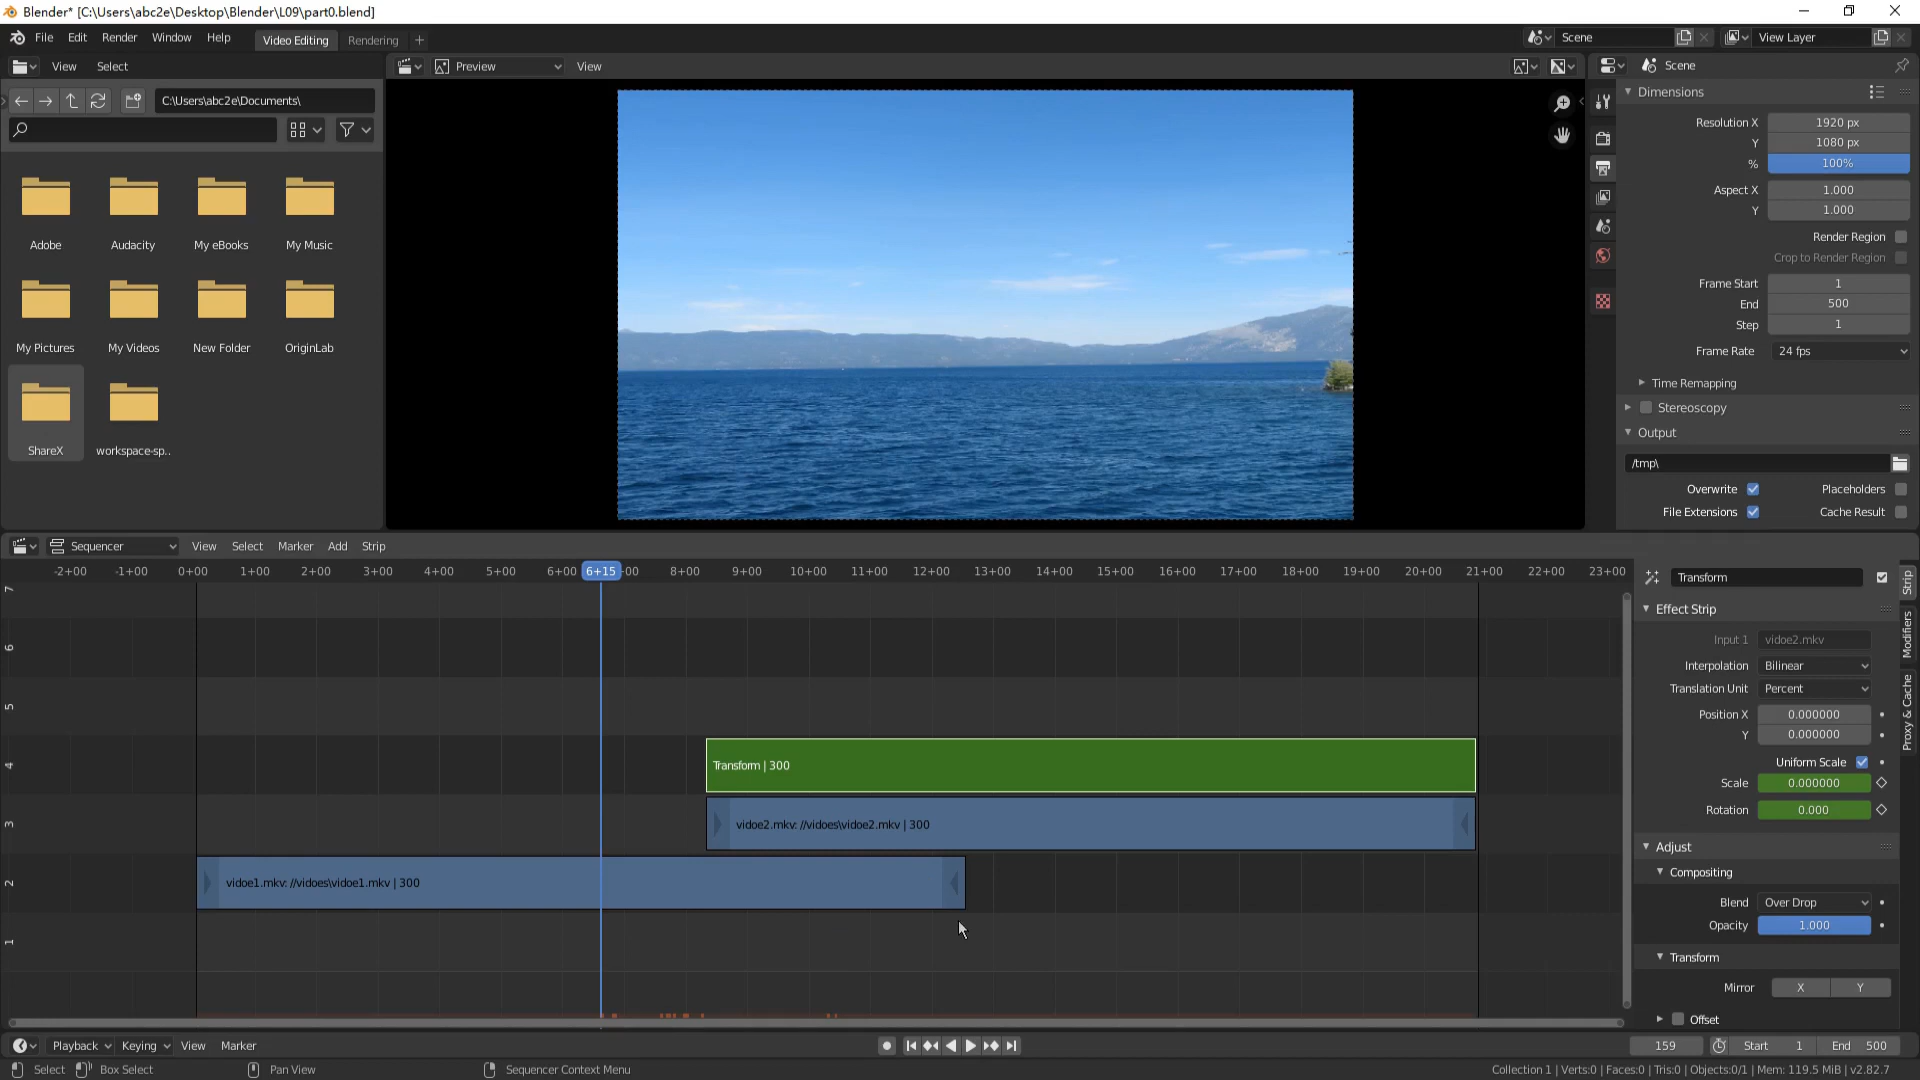 Blender* [C:\Users\abc2e\Desktop\Blender\L09\part0.blend]
File Edit Render Window Help Video Editing Rendering + Scene View Layer
View Select Preview View Scene
C:\Users\abc2e\Documents\
Adobe Audacity My eBooks My Music
My Pictures My Videos New Folder OriginLab
ShareX workspace-sp..
Dimensions
Resolution X 1920 px
Y 1080 px
% 100%
Aspect X 1.000
Y 1.000
Render Region
Crop to Render Region
Frame Start 1
End 500
Step 1
Frame Rate 24 fps
Time Remapping
Stereoscopy
Output
/tmp\
Overwrite Placeholders
File Extensions Cache Result
Sequencer View Select Marker Add Strip
-2+00 -1+00 0+00 1+00 2+00 3+00 4+00 5+00 6+00 6+15 00 8+00 9+00 10+00 11+00 12+00 13+00 14+00 15+00 16+00 17+00 18+00 19+00 20+00 21+00 22+00 23+00
7
6
5
4
3
2
1
Transform | 300
vidoe2.mkv: //vidoes\vidoe2.mkv | 300
vidoe1.mkv: //vidoes\vidoe1.mkv | 300
Transform
Effect Strip
Input 1 vidoe2.mkv
Interpolation Bilinear
Translation Unit Percent
Position X 0.000000
Y 0.000000
Uniform Scale
Scale 0.000000
Rotation 0.000
Adjust
Compositing
Blend Over Drop
Opacity 1.000
Transform
Mirror X Y
Offset
Strip
Modifiers
Proxy & Cache
Playback Keying View Marker 159 Start 1 End 500
Select Box Select Pan View Sequencer Context Menu Collection 1 | Verts:0 | Faces:0 | Tris:0 | Objects:0/1 | Mem: 119.5 MiB | v2.82.7